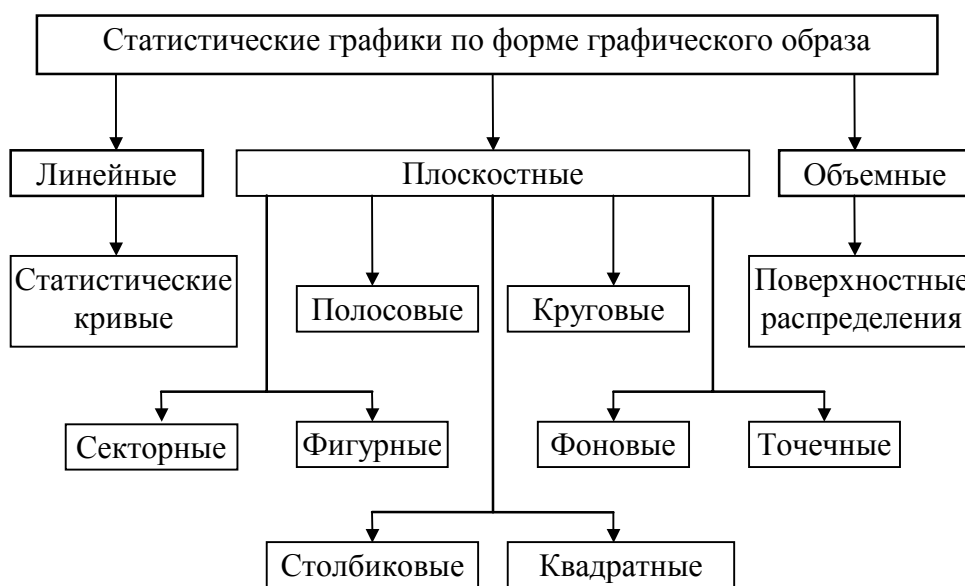 Статистические графики по форме графического образа
Линейные
Плоскостные
Объемные
Статистические
кривые
Полосовые
Круговые
Поверхностные
распределения
Секторные
Фигурные
Фоновые
Точечные
Столбиковые
Квадратные